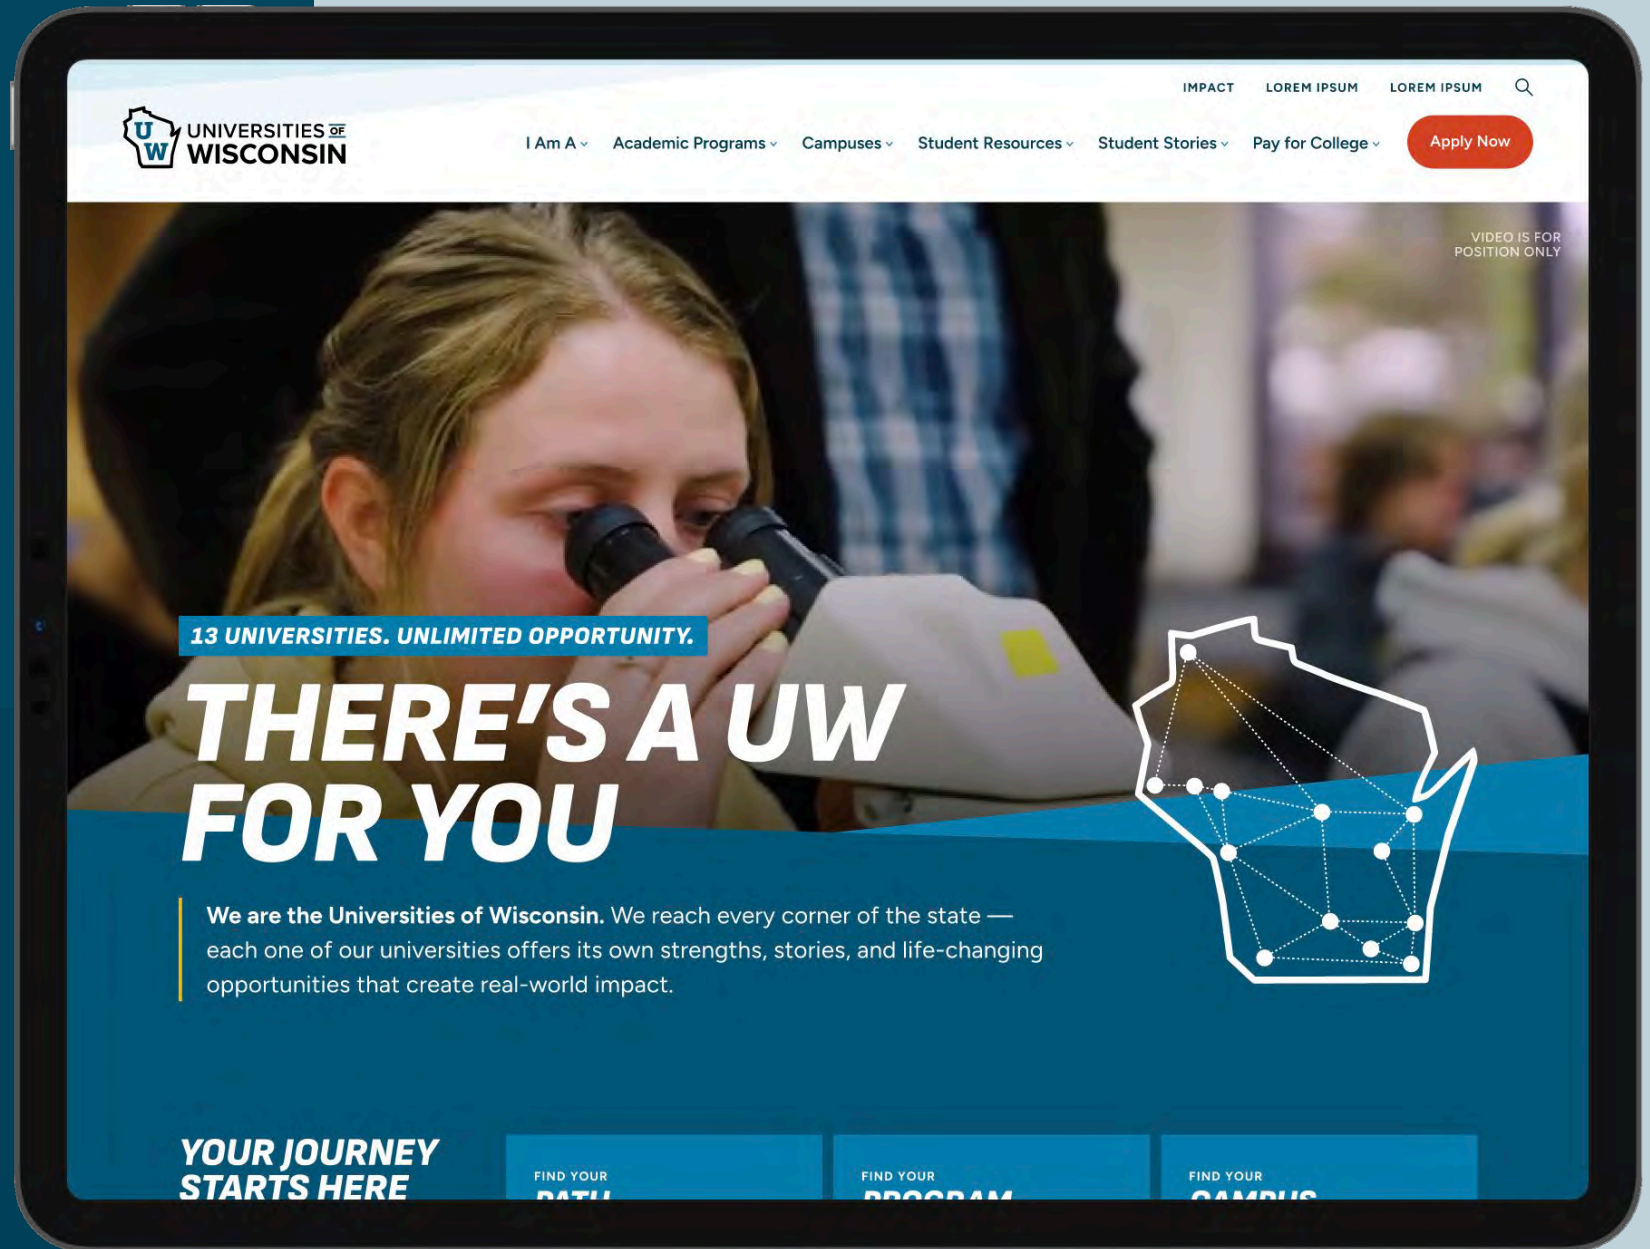 IMPACT LOREM IPSUM LOREM IPSUM
U
W
UNIVERSITIES OF
WISCONSIN
I Am A Academic Programs Campuses Student Resources Student Stories Pay for College Apply Now
VIDEO IS FOR
POSITION ONLY
13 UNIVERSITIES. UNLIMITED OPPORTUNITY.
THERE'S A UW
FOR YOU
We are the Universities of Wisconsin. We reach every corner of the state —
each one of our universities offers its own strengths, stories, and life-changing
opportunities that create real-world impact.
YOUR JOURNEY
STARTS HERE
FIND YOUR
PATH
FIND YOUR
PROGRAM
FIND YOUR
CAMPUS